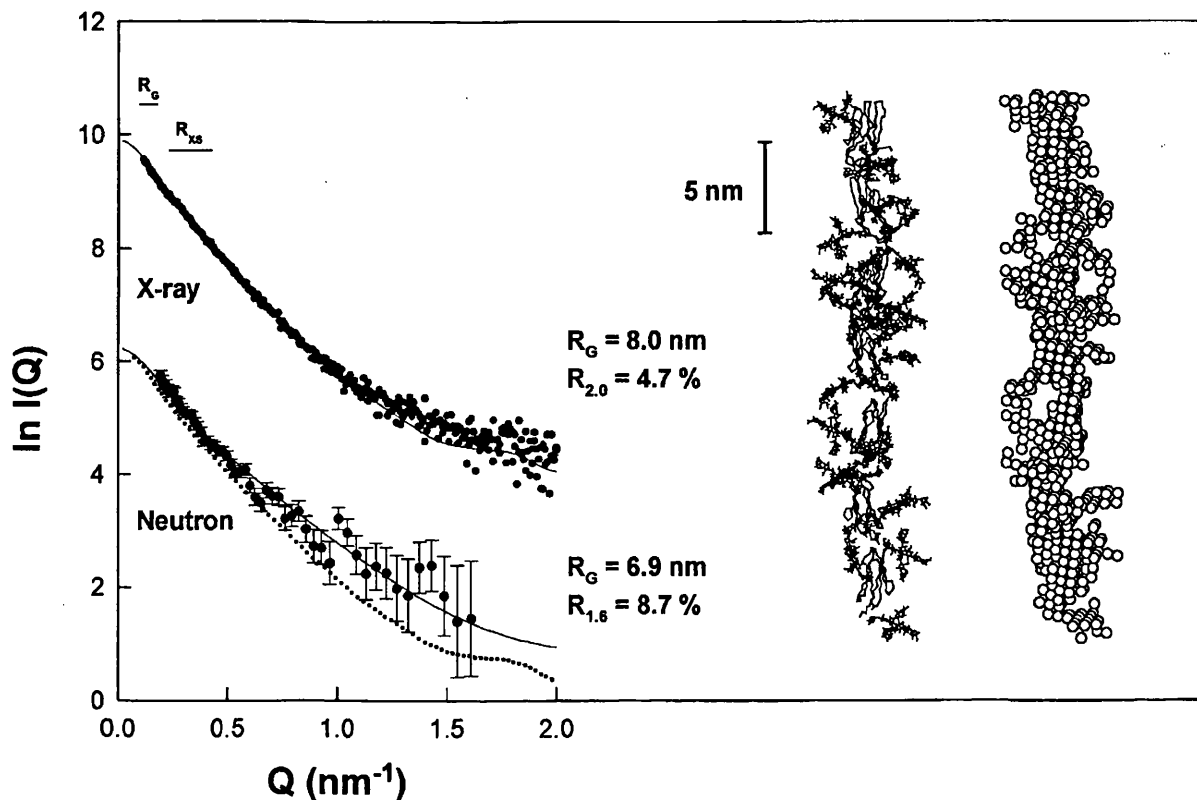 12
10
8
6
4
2
0
ln I(Q)
R_G
R_XS
X-ray
Neutron
R_G = 8.0 nm
R_2.0 = 4.7 %
R_G = 6.9 nm
R_1.6 = 8.7 %
5 nm
0.0 0.5 1.0 1.5 2.0
Q (nm⁻¹)